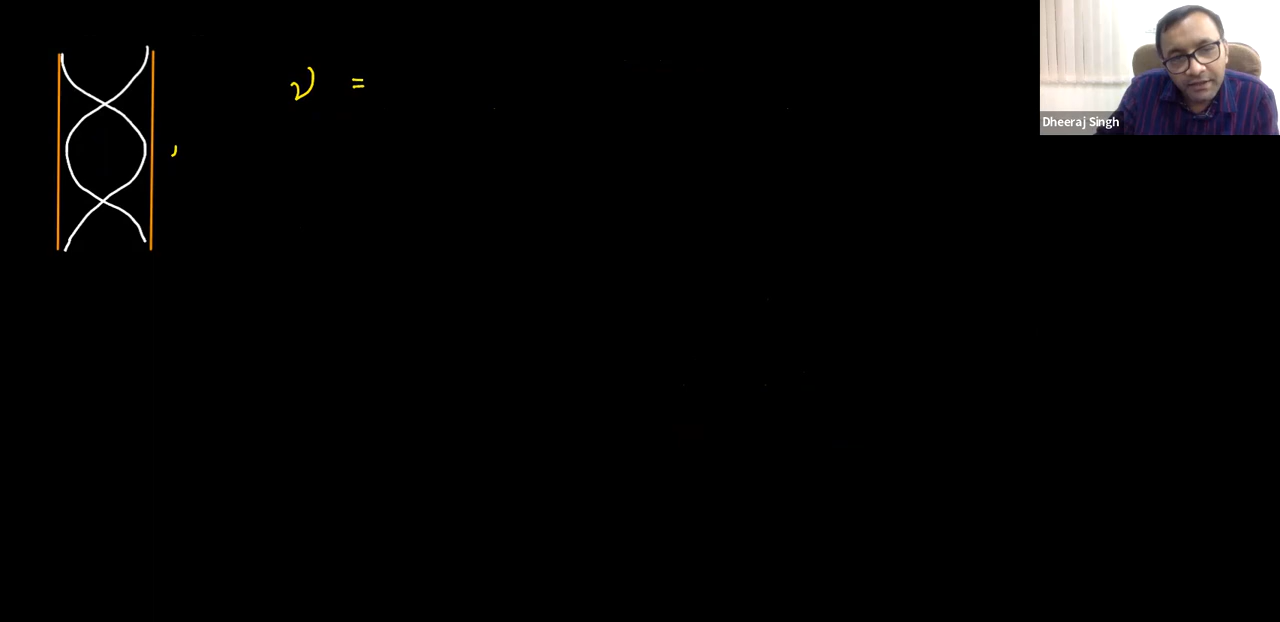 ν =
,
Dheeraj Singh